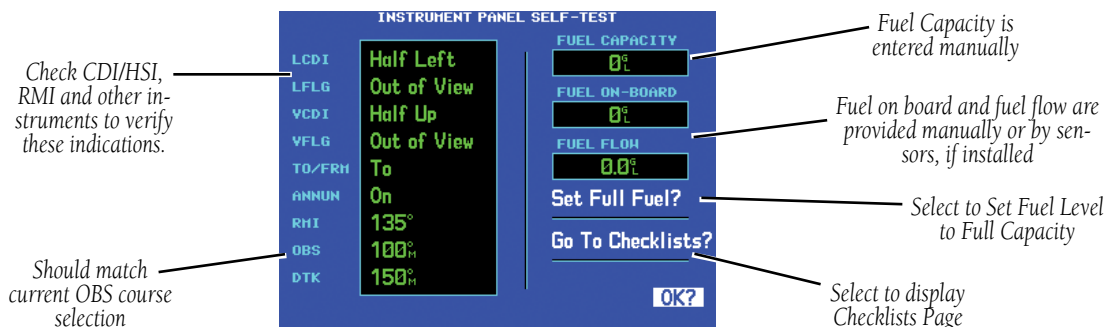 INSTRUMENT PANEL SELF-TEST
Check CDI/HSI,
RMI and other in-
struments to verify
these indications.
Should match
current OBS course
selection
LCDI Half Left
LFLG Out of View
VCDI Half Up
VFLG Out of View
TO/FRM To
ANNUN On
RMI 135°
OBS 100°M
DTK 150°M
FUEL CAPACITY
0GL
FUEL ON-BOARD
0GL
FUEL FLOW
0.0GL
Set Full Fuel?
Go To Checklists?
OK?
Fuel Capacity is
entered manually
Fuel on board and fuel flow are
provided manually or by sen-
sors, if installed
Select to Set Fuel Level
to Full Capacity
Select to display
Checklists Page